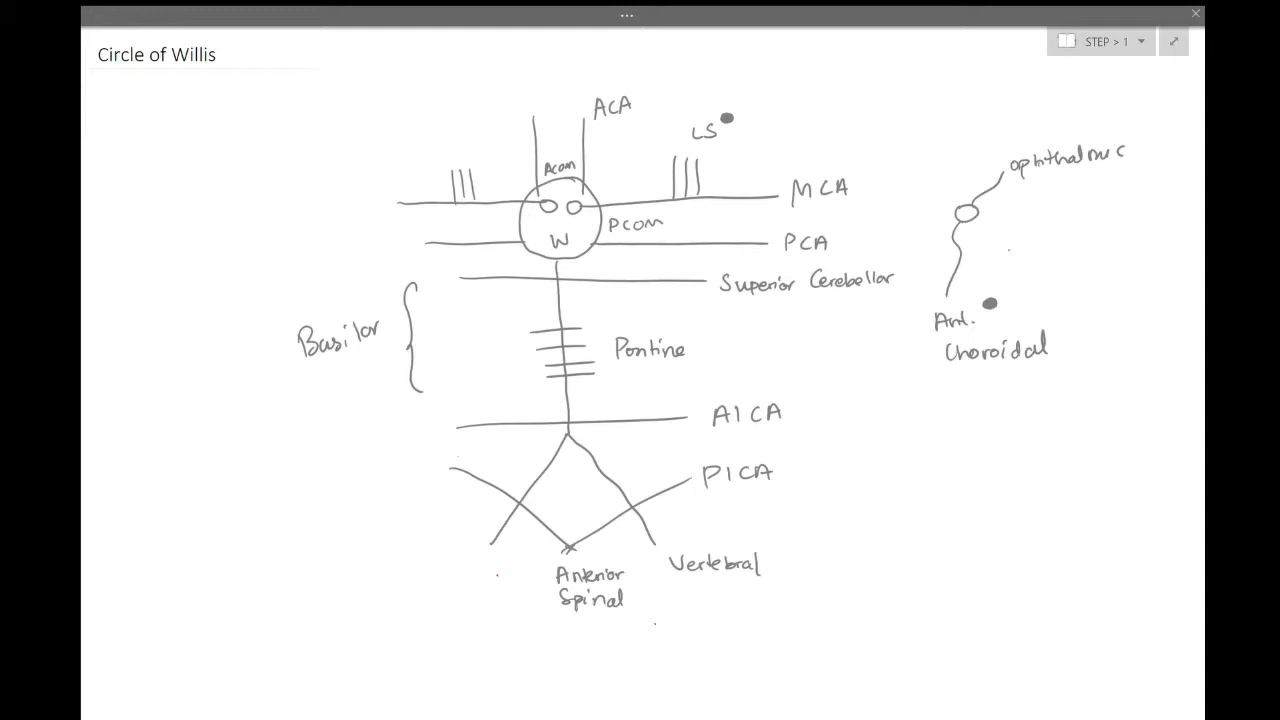 ...
STEP > 1
Circle of Willis
ACA
LS
Acom
MCA
PCOM
W
PCA
ophthalmic
Superior Cerebellar
Ant.
Choroidal
Basilar
Pontine
AICA
PICA
Vertebral
Anterior
Spinal